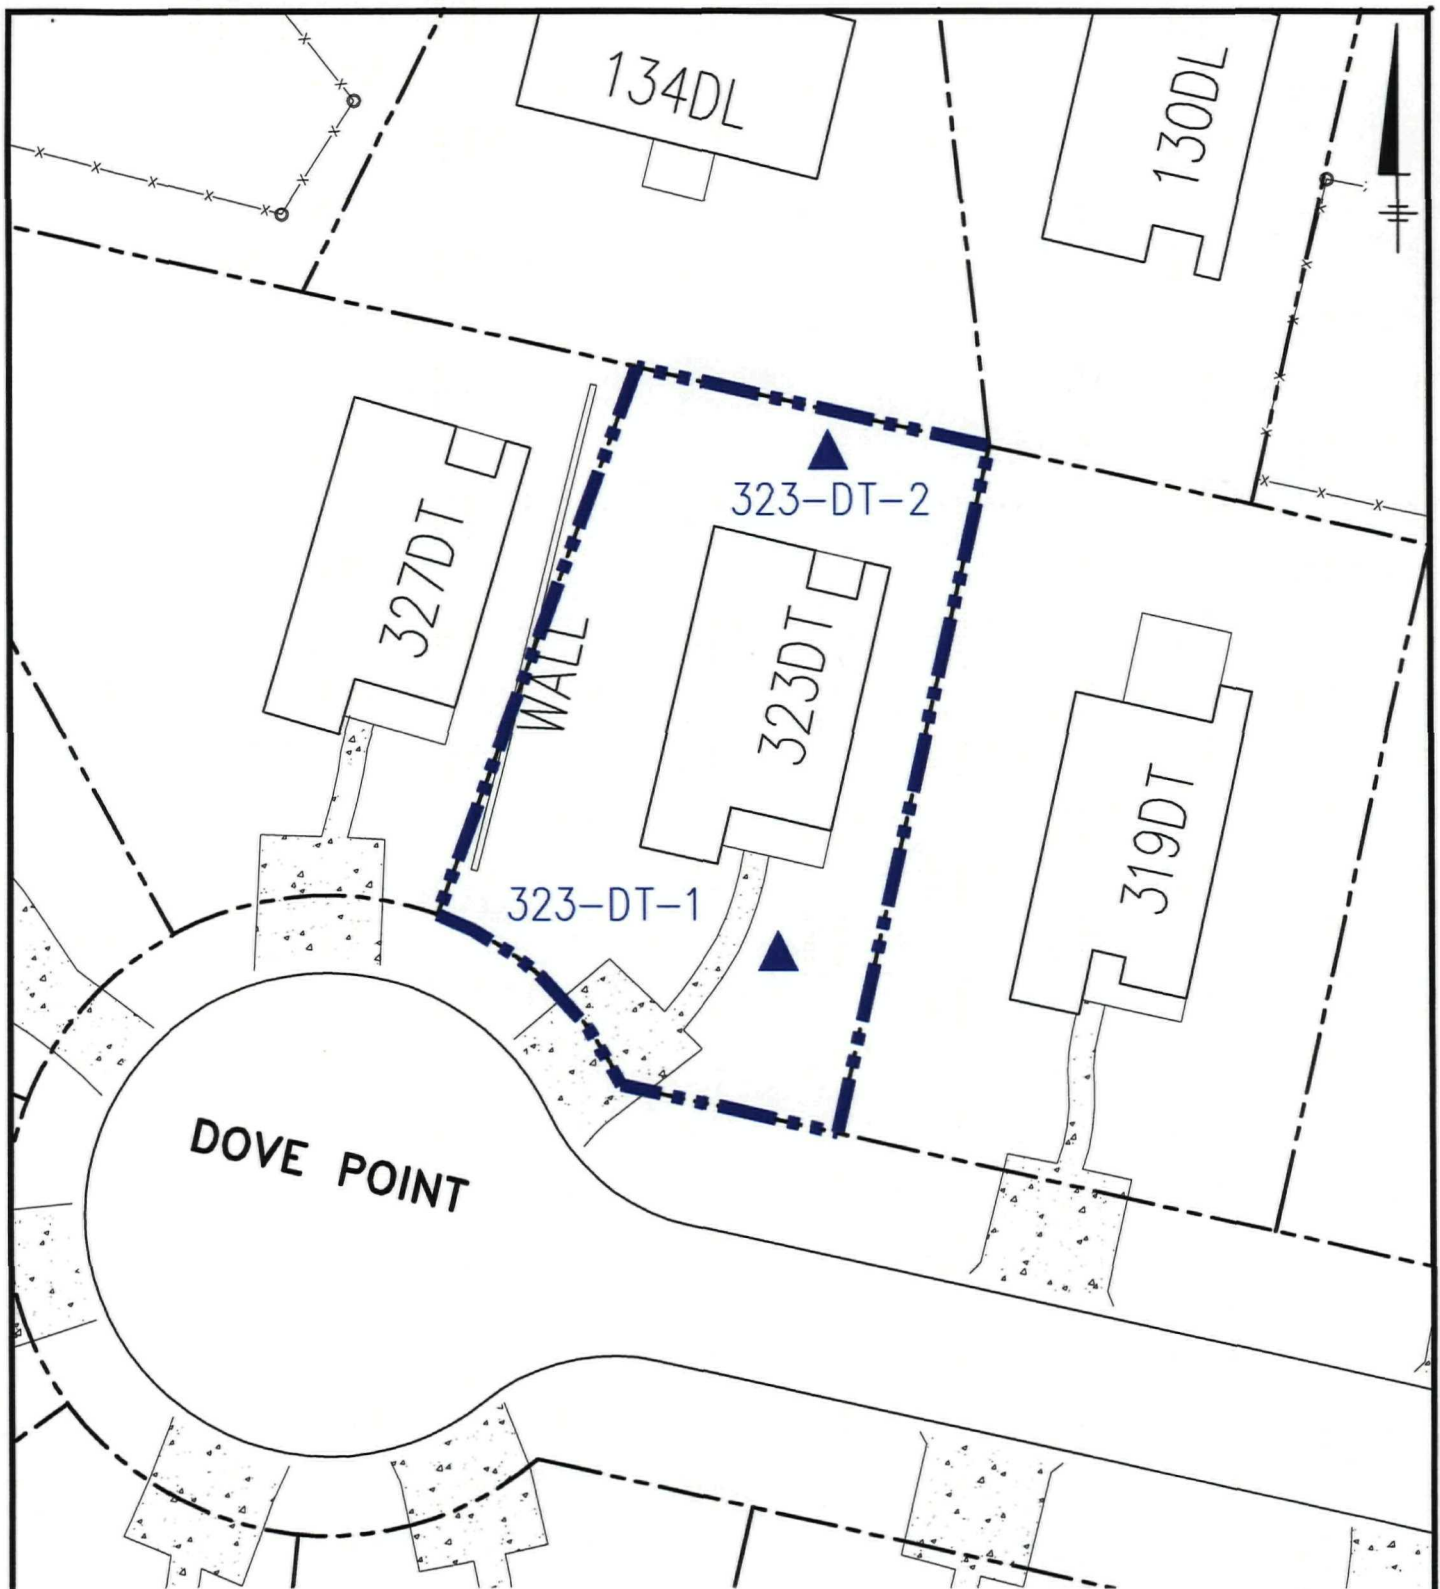 134DL
130DL
323-DT-2
327DT
WALL
323DT
319DT
323-DT-1
DOVE POINT